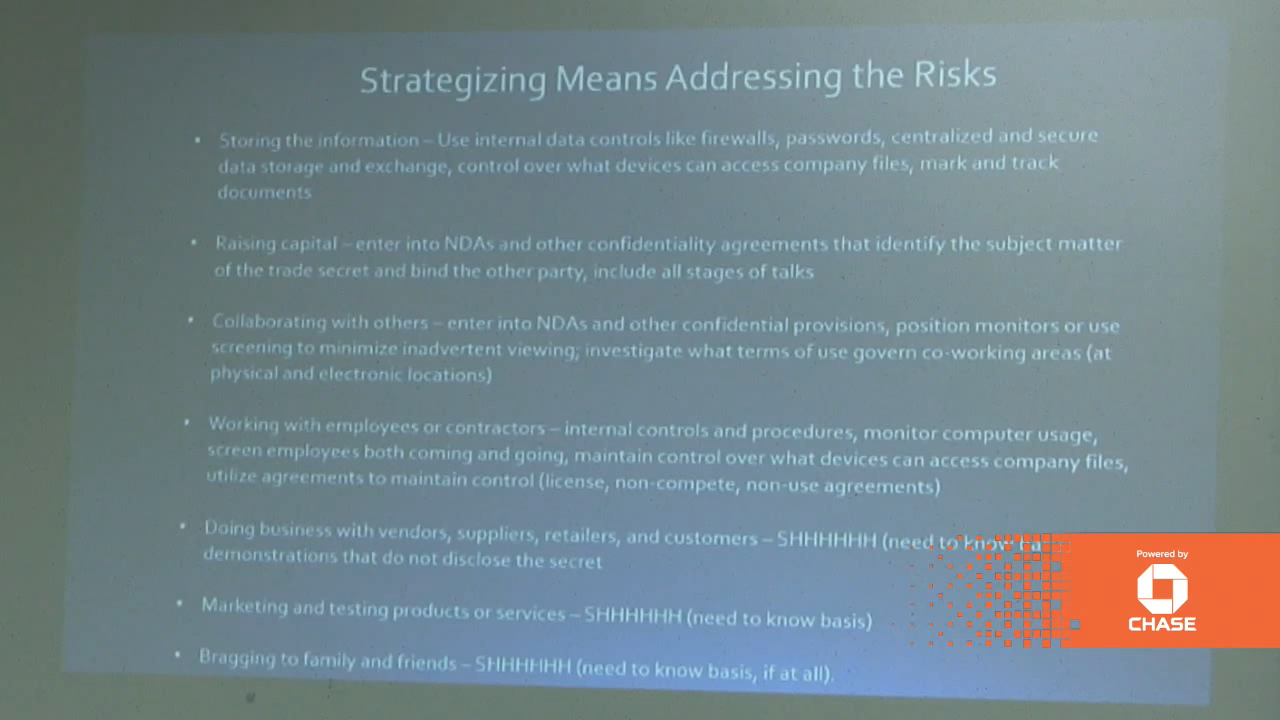 Strategizing Means Addressing the Risks
• Storing the information – Use internal data controls like firewalls, passwords, centralized and secure
data storage and exchange, control over what devices can access company files, mark and track
documents
• Raising capital – enter into NDAs and other confidentiality agreements that identify the subject matter
of the trade secret and bind the other party, include all stages of talks
• Collaborating with others – enter into NDAs and other confidential provisions, position monitors or use
screening to minimize inadvertent viewing; investigate what terms of use govern co-working areas (at
physical and electronic locations)
• Working with employees or contractors – internal controls and procedures, monitor computer usage,
screen employees both coming and going, maintain control over what devices can access company files,
utilize agreements to maintain control (license, non-compete, non-use agreements)
• Doing business with vendors, suppliers, retailers, and customers – SHHHHHH (need to know
demonstrations that do not disclose the secret
• Marketing and testing products or services – SHHHHHH (need to know basis)
• Bragging to family and friends – SHHHHHH (need to know basis, if at all).
Powered by
CHASE